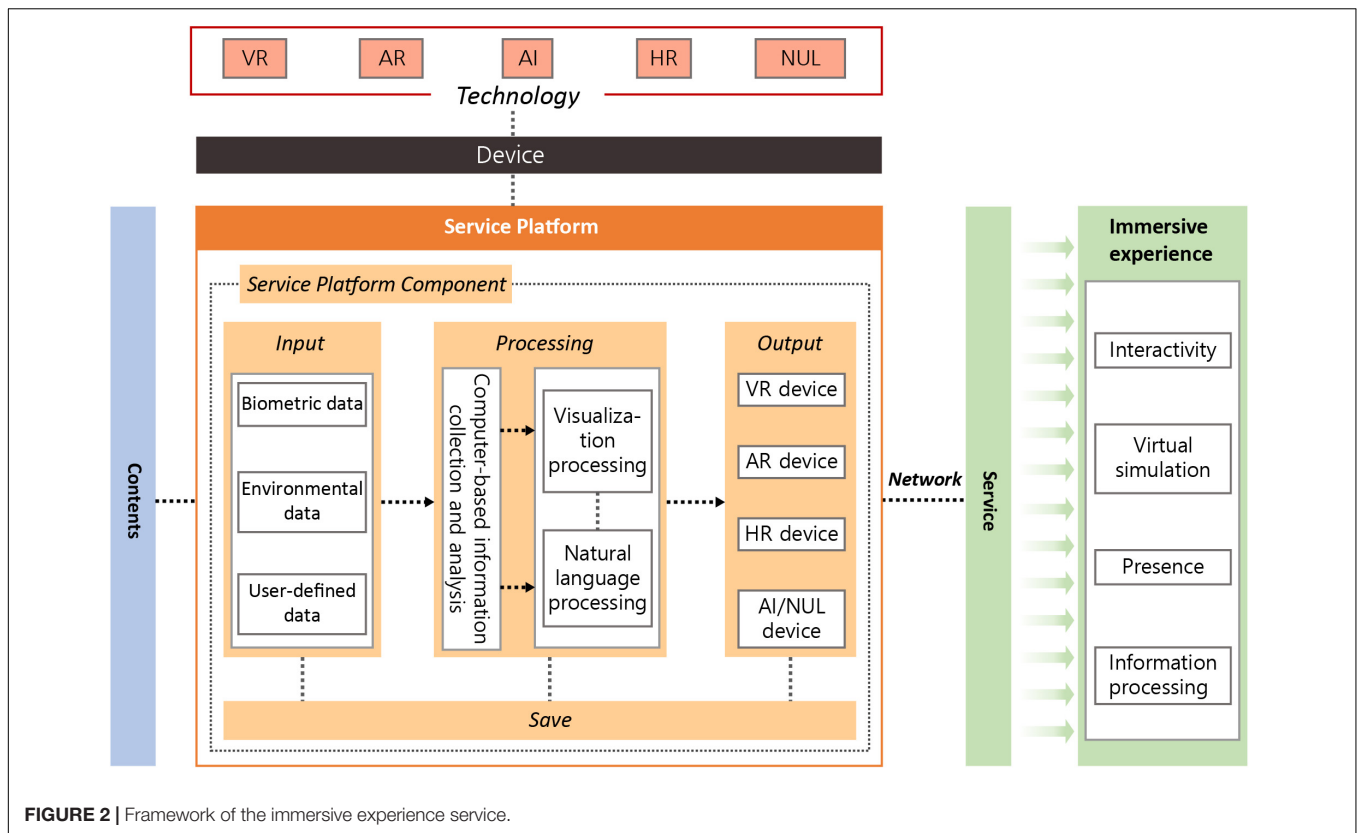 VR
AR
AI
HR
NUL
Technology
Device
Service Platform
Service Platform Component
Contents
Input
Biometric data
Environmental
data
User-defined
data
Processing
Computer-based information
collection and analysis
Visualiza-
tion
processing
Natural
language
processing
Output
VR device
AR device
HR device
AI/NUL
device
Save
Network
Service
Immersive
experience
Interactivity
Virtual
simulation
Presence
Information
processing
FIGURE 2 | Framework of the immersive experience service.